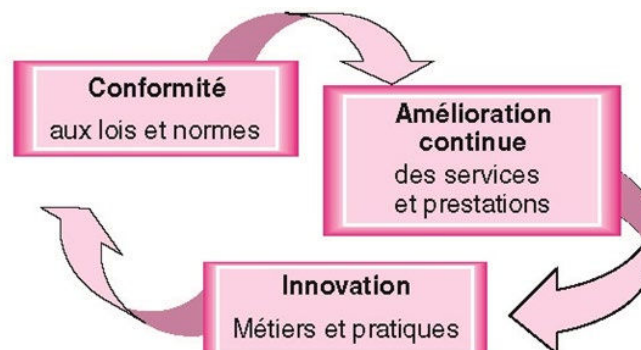 Conformité
aux lois et normes
Amélioration
continue
des services
et prestations
Innovation
Métiers et pratiques